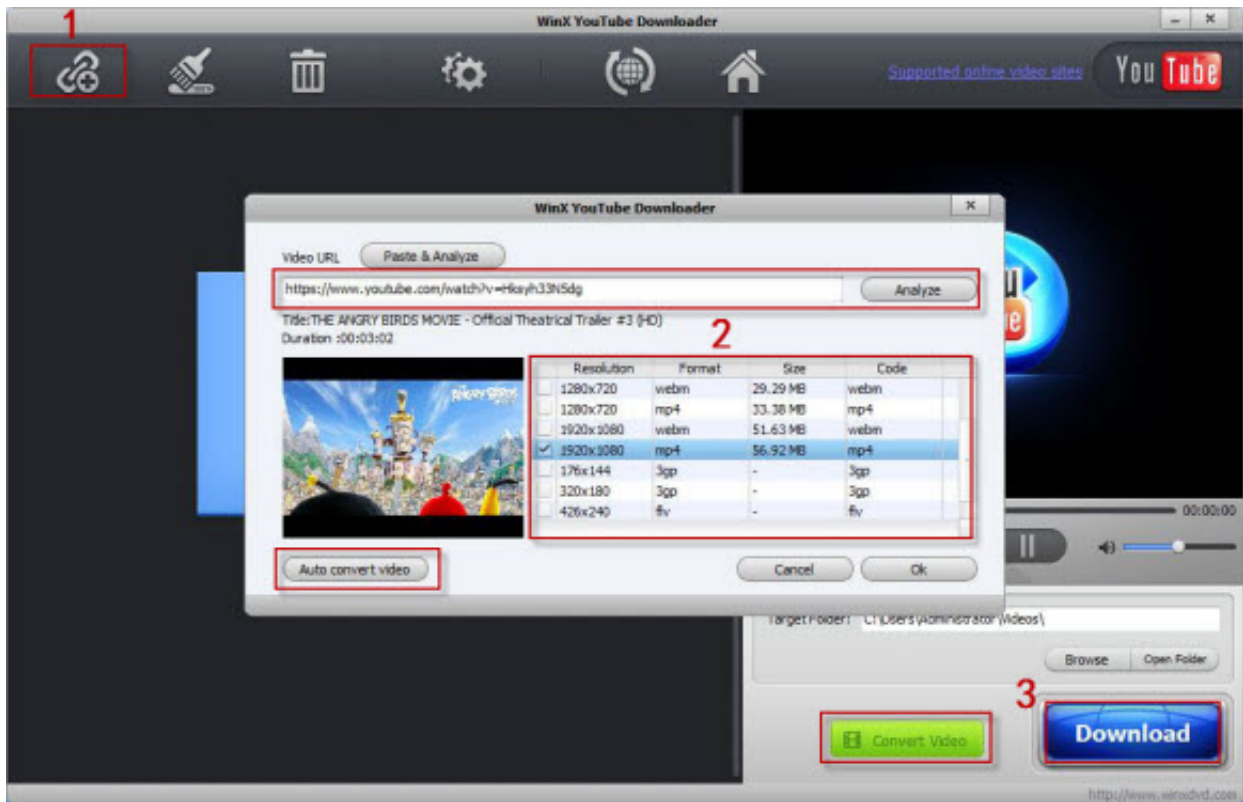 1
WinX YouTube Downloader
Supported online video sites
You Tube
WinX YouTube Downloader
Video URL Paste & Analyze
https://www.youtube.com/watch?v=Hksyh33N5dg Analyze
Title:THE ANGRY BIRDS MOVIE - Official Theatrical Trailer #3 (HD)
Duration :00:03:02
2
Resolution Format Size Code
1280x720 webm 29.29 MB webm
1280x720 mp4 33.38 MB mp4
1920x1080 webm 51.63 MB webm
1920x1080 mp4 56.92 MB mp4
176x144 3gp - 3gp
320x180 3gp - 3gp
426x240 flv - flv
ANGRY BIRDS
00:00:00
Auto convert video Cancel Ok
Target Folder: C:\Users\Administrator\Videos\
Browse Open Folder
3
Convert Video Download
http://www.winxdvd.com